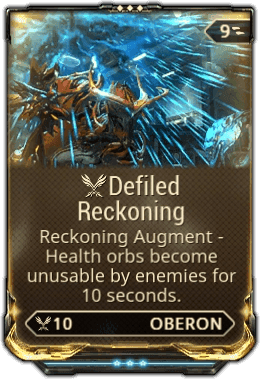 9
Defiled
Reckoning
Reckoning Augment -
Health orbs become
unusable by enemies for
10 seconds.
10 OBERON